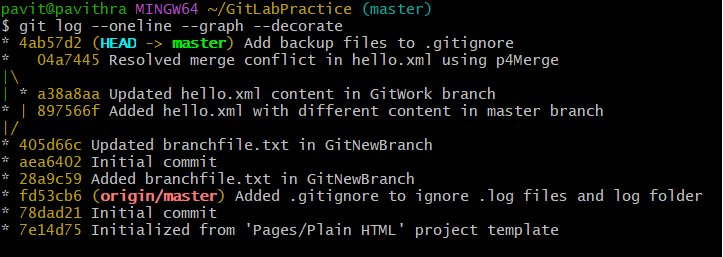 pavit@pavithra MINGW64 ~/GitLabPractice (master)
$ git log --oneline --graph --decorate
* 4ab57d2 (HEAD -> master) Add backup files to .gitignore
*   04a7445 Resolved merge conflict in hello.xml using p4Merge
|\
| * a38a8aa Updated hello.xml content in GitWork branch
* | 897566f Added hello.xml with different content in master branch
|/
* 405d66c Updated branchfile.txt in GitNewBranch
* aea6402 Initial commit
* 28a9c59 Added branchfile.txt in GitNewBranch
* fd53cb6 (origin/master) Added .gitignore to ignore .log files and log folder
* 78dad21 Initial commit
* 7e14d75 Initialized from 'Pages/Plain HTML' project template